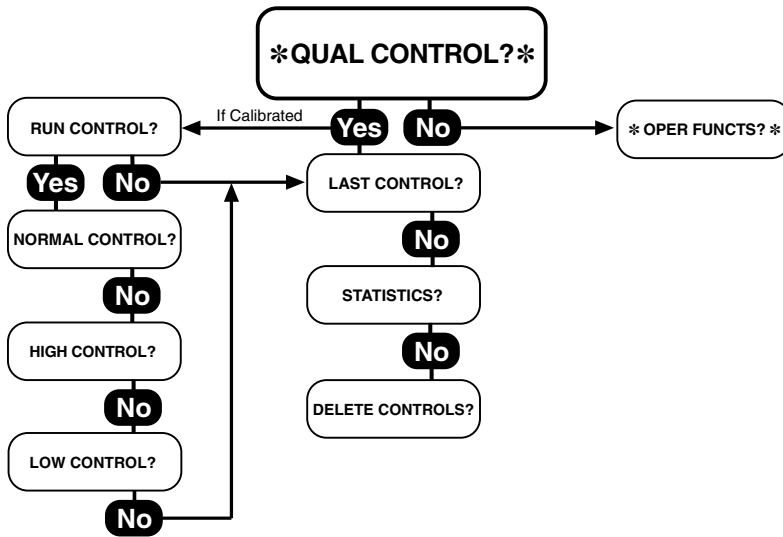 ✽QUAL CONTROL?✽
If Calibrated
Yes
No
RUN CONTROL?
✽ OPER FUNCTS? ✽
Yes
No
LAST CONTROL?
NORMAL CONTROL?
No
No
STATISTICS?
HIGH CONTROL?
No
No
DELETE CONTROLS?
LOW CONTROL?
No